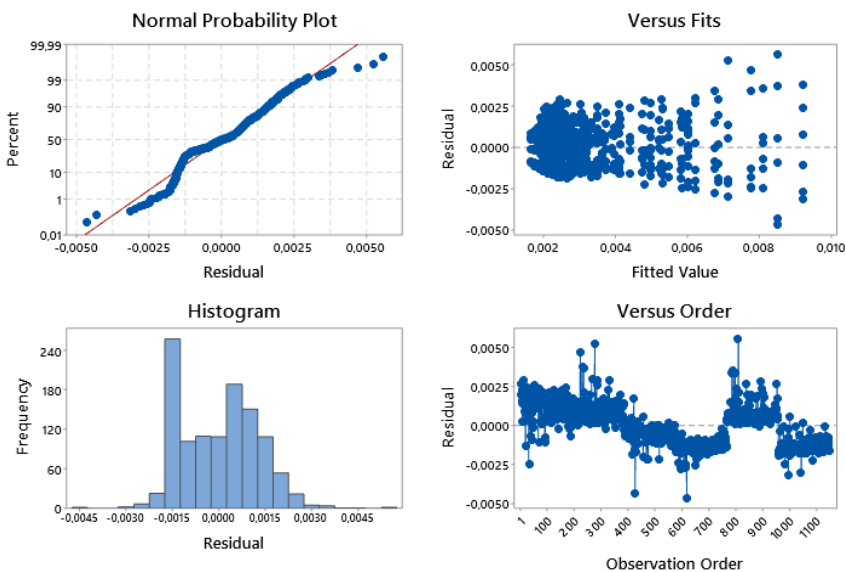 Normal Probability Plot
99,99
99
90
50
10
1
0,01
Percent
-0,0050 -0,0025 0,0000 0,0025 0,0050
Residual
Versus Fits
0,0050
0,0025
0,0000
-0,0025
-0,0050
Residual
0,002 0,004 0,006 0,008 0,010
Fitted Value
Histogram
240
180
120
60
0
Frequency
-0,0045 -0,0030 -0,0015 0,0000 0,0015 0,0030 0,0045
Residual
Versus Order
0,0050
0,0025
0,0000
-0,0025
-0,0050
Residual
1 100 200 300 400 500 600 700 800 900 1000 1100
Observation Order